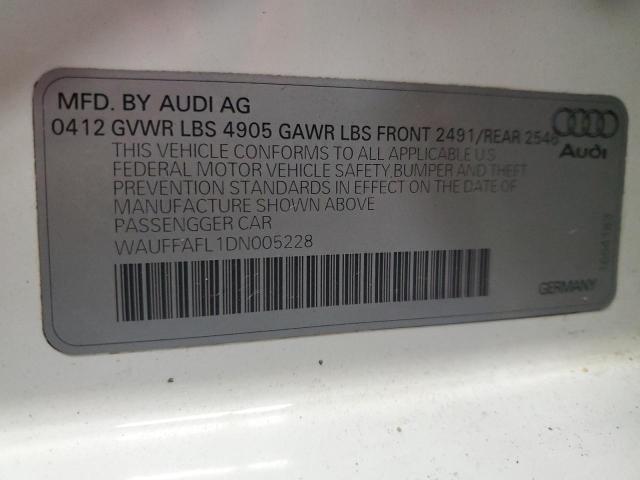 MFD. BY AUDI AG
0412 GVWR LBS 4905 GAWR LBS FRONT 2491/REAR 2546
THIS VEHICLE CONFORMS TO ALL APPLICABLE U.S
FEDERAL MOTOR VEHICLE SAFETY, BUMPER AND THEFT
PREVENTION STANDARDS IN EFFECT ON THE DATE OF
MANUFACTURE SHOWN ABOVE
PASSENGGER CAR
WAUFFAFL1DN005228
Audi
GERMANY